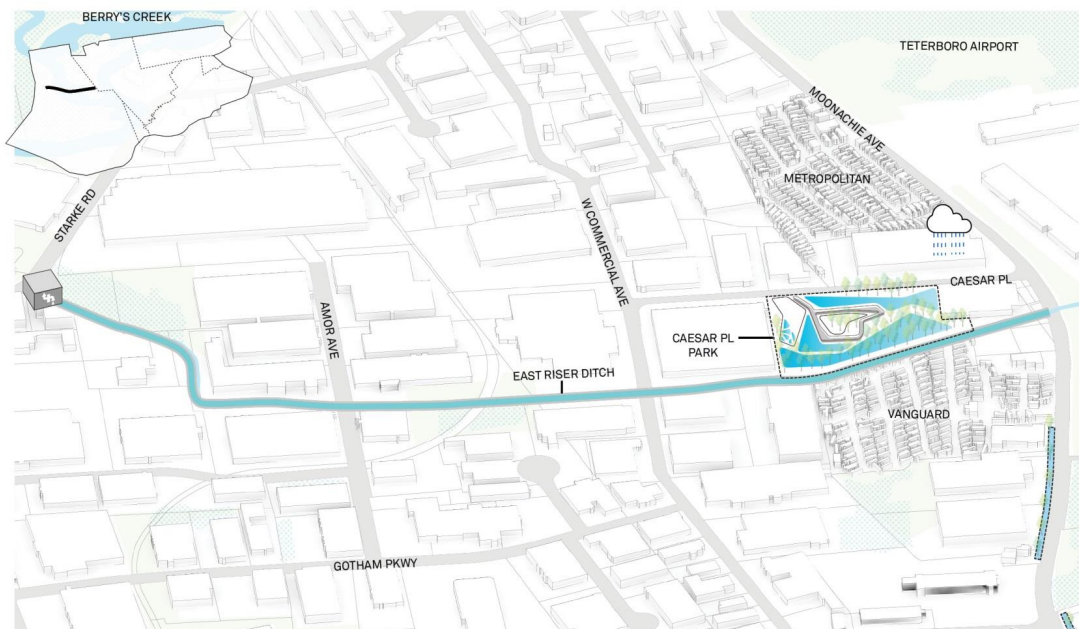 BERRY'S CREEK
TETERBORO AIRPORT
MOONACHIE AVE
METROPOLITAN
STARKE RD
W COMMERCIAL AVE
CAESAR PL
AMOR AVE
CAESAR PL
PARK
EAST RISER DITCH
VANGUARD
GOTHAM PKWY